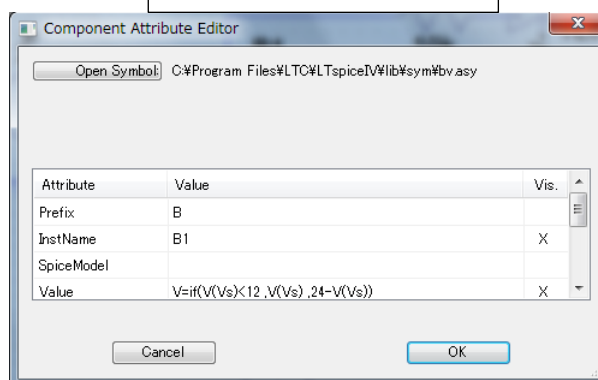 Component Attribute Editor
Open Symbol: C:¥Program Files¥LTC¥LTspiceIV¥lib¥sym¥bv.asy
Attribute Value Vis.
Prefix B
InstName B1 X
SpiceModel
Value V=if(V(Vs)<12 ,V(Vs) ,24-V(Vs)) X
Cancel OK